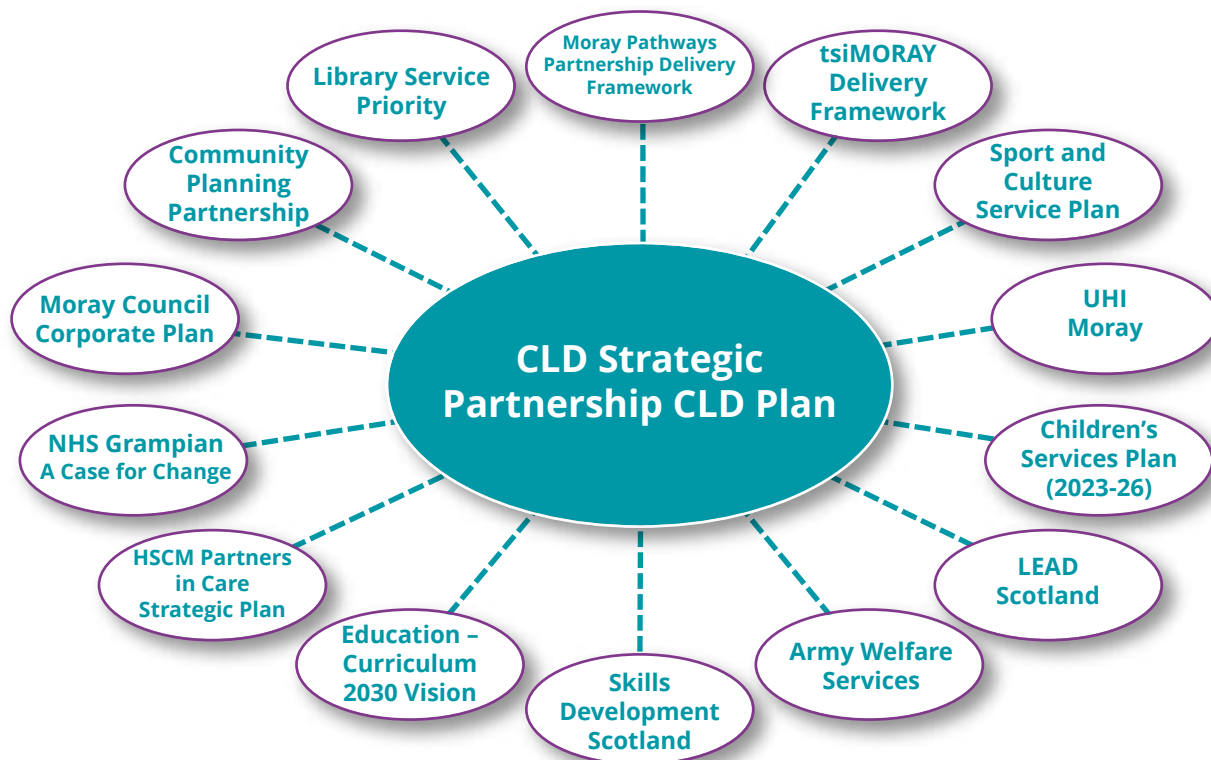 Moray Pathways
Partnership Delivery
Framework
tsiMORAY
Delivery
Framework
Sport and
Culture
Service Plan
UHI
Moray
Children’s
Services Plan
(2023-26)
LEAD
Scotland
Army Welfare
Services
Skills
Development
Scotland
Education –
Curriculum
2030 Vision
HSCM Partners
in Care
Strategic Plan
NHS Grampian
A Case for Change
Moray Council
Corporate Plan
Community
Planning
Partnership
Library Service
Priority
CLD Strategic
Partnership CLD Plan